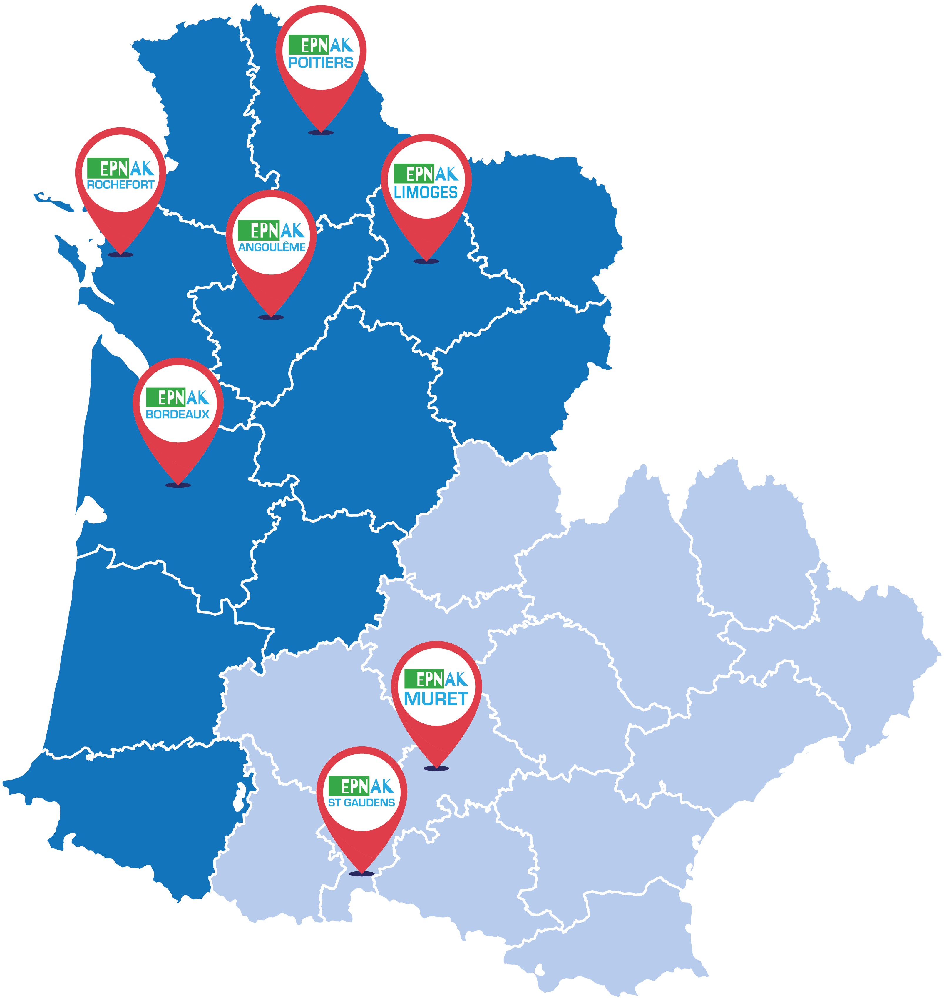 EPNAK
POITIERS
EPNAK
ROCHEFORT
EPNAK
LIMOGES
EPNAK
ANGOULÊME
EPNAK
BORDEAUX
EPNAK
MURET
EPNAK
ST GAUDENS